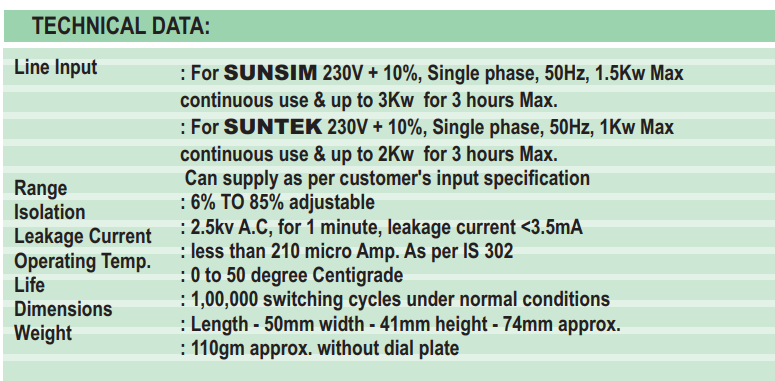 TECHNICAL DATA:
Line Input : For SUNSIM 230V + 10%, Single phase, 50Hz, 1.5Kw Max
continuous use & up to 3Kw for 3 hours Max.
: For SUNTEK 230V + 10%, Single phase, 50Hz, 1Kw Max
continuous use & up to 2Kw for 3 hours Max.
Can supply as per customer's input specification
Range : 6% TO 85% adjustable
Isolation : 2.5kv A.C, for 1 minute, leakage current <3.5mA
Leakage Current : less than 210 micro Amp. As per IS 302
Operating Temp. : 0 to 50 degree Centigrade
Life : 1,00,000 switching cycles under normal conditions
Dimensions : Length - 50mm width - 41mm height - 74mm approx.
Weight : 110gm approx. without dial plate